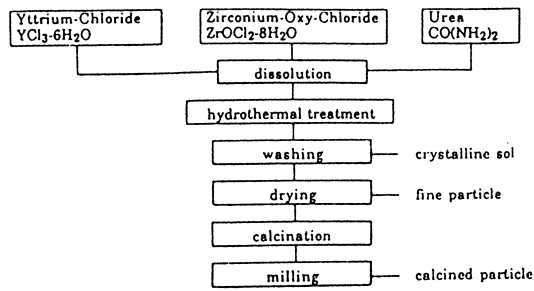 Yttrium-Chloride
YCl3-6H2O
Zirconium-Oxy-Chloride
ZrOCl2-8H2O
Urea
CO(NH2)2
dissolution
hydrothermal treatment
washing
crystalline sol
drying
fine particle
calcination
milling
calcined particle